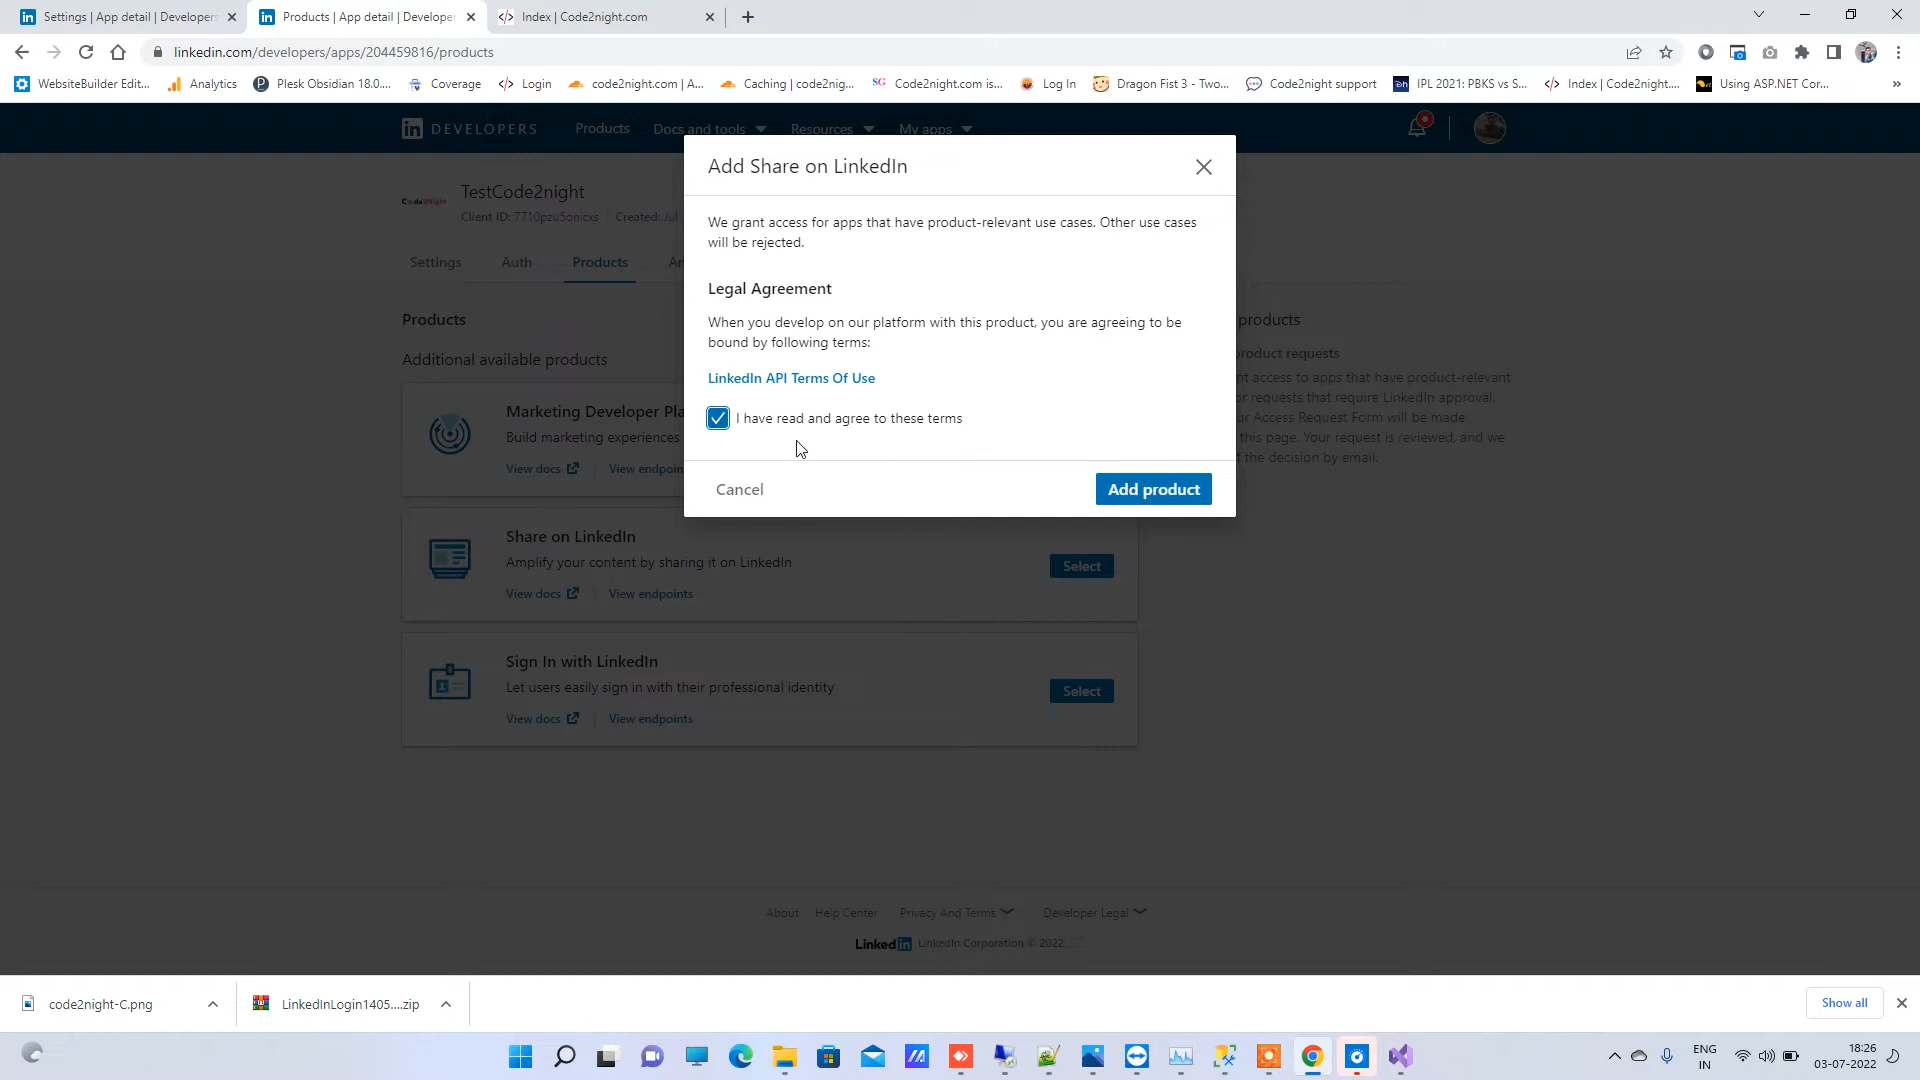 Settings | App detail | Developers
Products | App detail | Developer
Index | Code2night.com
linkedin.com/developers/apps/204459816/products
WebsiteBuilder Edit...
Analytics
Plesk Obsidian 18.0....
Coverage
Login
code2night.com | A...
Caching | code2nig...
SG
Code2night.com is...
Log In
Dragon Fist 3 - Two...
Code2night support
IPL 2021: PBKS vs S...
Index | Code2night....
Using ASP.NET Cor...
DEVELOPERS
Products
Docs and tools
Resources
My apps
Add Share on LinkedIn
We grant access for apps that have product-relevant use cases. Other use cases
will be rejected.
Legal Agreement
When you develop on our platform with this product, you are agreeing to be
bound by following terms:
LinkedIn API Terms Of Use
I have read and agree to these terms
Cancel
Add product
TestCode2night
Client ID: 7710pzu5onicxs
Created: Jul
Settings
Auth
Products
Products
Additional available products
Marketing Developer Pla
Build marketing experiences
View docs
View endpoin
Share on LinkedIn
Amplify your content by sharing it on LinkedIn
Select
View docs
View endpoints
Sign In with LinkedIn
Let users easily sign in with their professional identity
Select
View docs
View endpoints
products
product requests
nt access to apps that have product-relevant
or requests that require LinkedIn approval.
ur Access Request Form will be made
this page. Your request is reviewed, and we
f the decision by email.
About
Help Center
Privacy And Terms
Developer Legal
Linked in LinkedIn Corporation © 2022
code2night-C.png
LinkedInLogin1405....zip
Show all
ENG
IN
18:26
03-07-2022